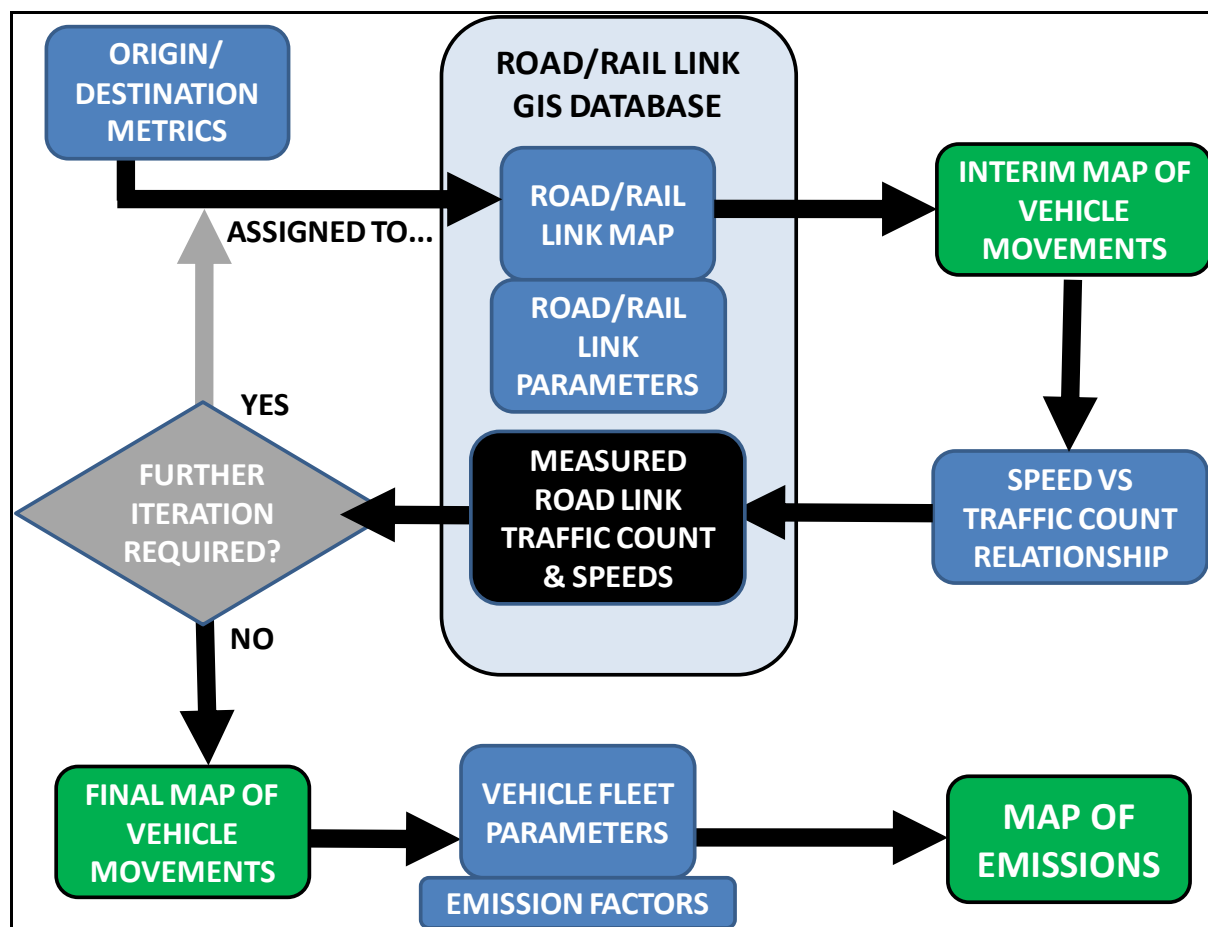 ORIGIN/
DESTINATION
METRICS
ROAD/RAIL LINK
GIS DATABASE
ASSIGNED TO...
ROAD/RAIL
LINK MAP
INTERIM MAP OF
VEHICLE
MOVEMENTS
ROAD/RAIL
LINK
PARAMETERS
YES
FURTHER
ITERATION
REQUIRED?
MEASURED
ROAD LINK
TRAFFIC COUNT
& SPEEDS
SPEED VS
TRAFFIC COUNT
RELATIONSHIP
NO
FINAL MAP OF
VEHICLE
MOVEMENTS
VEHICLE FLEET
PARAMETERS
EMISSION FACTORS
MAP OF
EMISSIONS